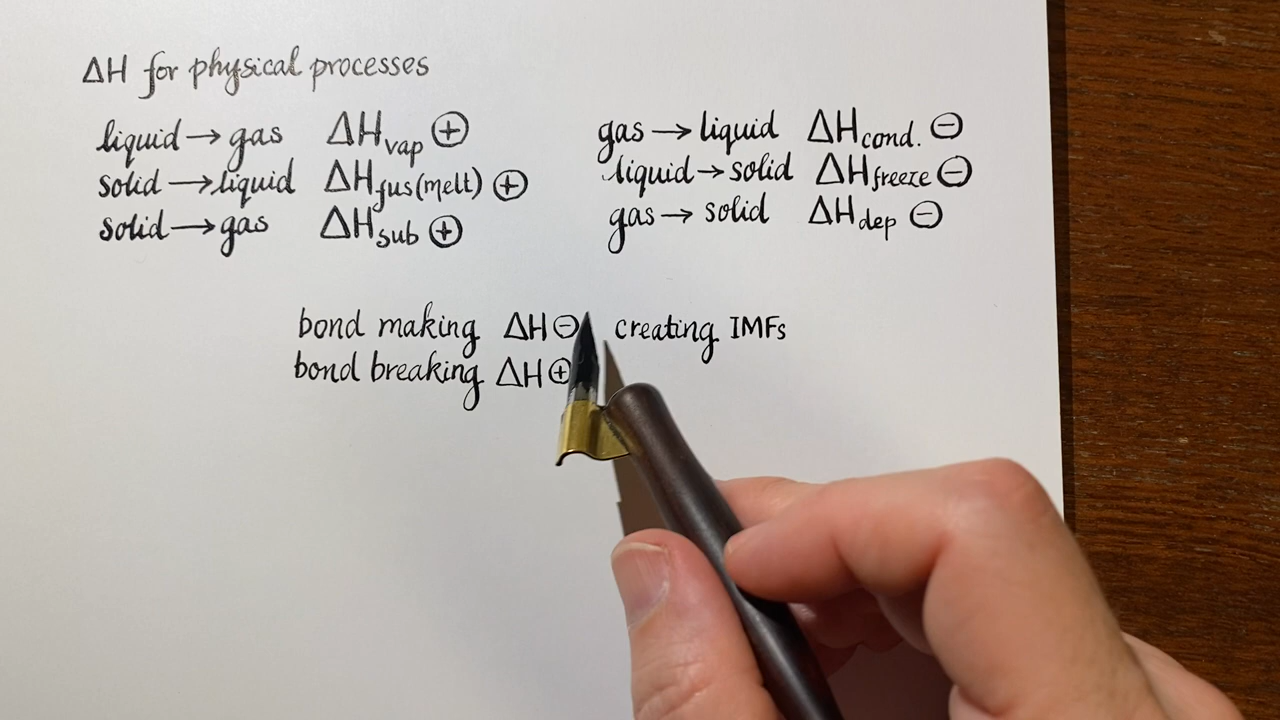 ΔH for physical processes
liquid → gas ΔHvap ⊕
solid → liquid ΔHfus(melt) ⊕
solid → gas ΔHsub ⊕
gas → liquid ΔHcond. ⊖
liquid → solid ΔHfreeze ⊖
gas → solid ΔHdep ⊖
bond making ΔH ⊖ creating IMFs
bond breaking ΔH ⊕